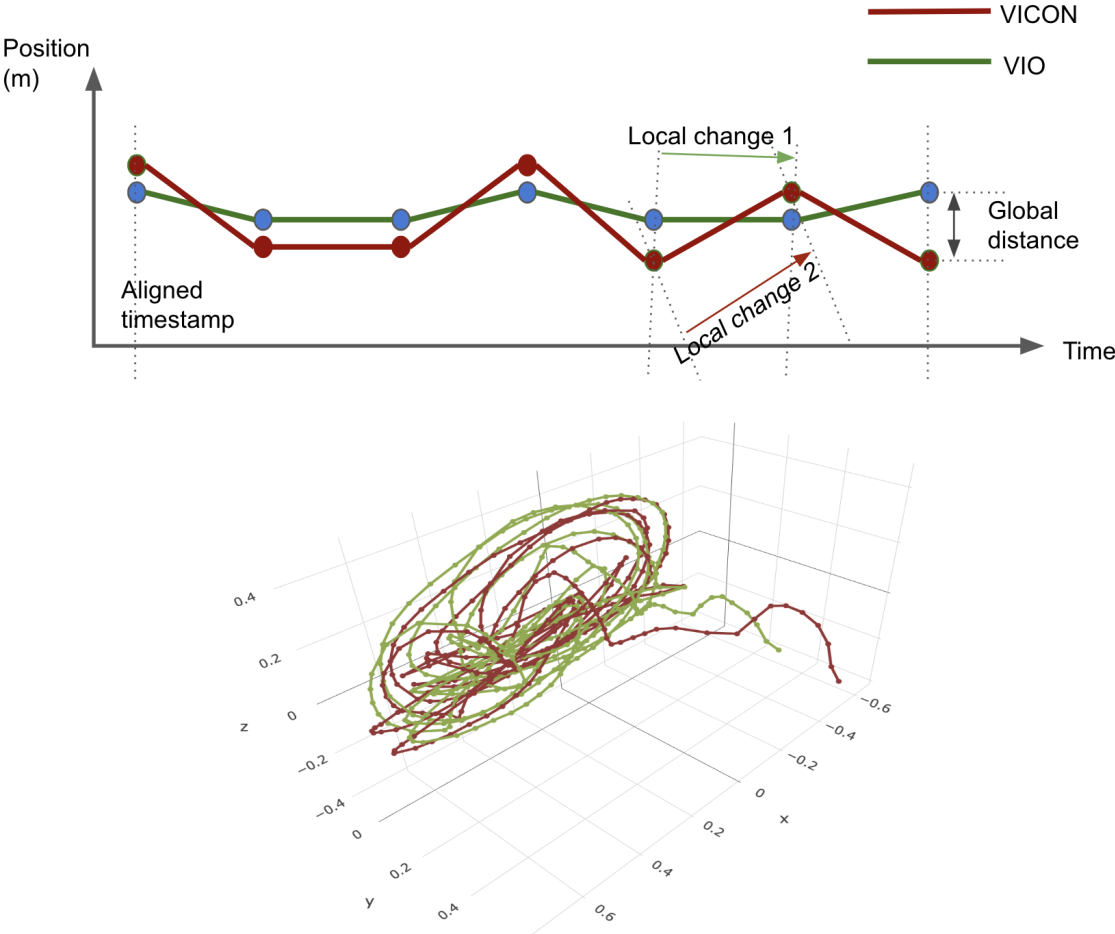 VICON
Position
(m)
VIO
Local change 1
Global
distance
Aligned
timestamp
Local change 2
Time
0.4
0.2
z
0
−0.2
−0.4
0
y
0.2
0.4
−0.6
−0.4
−0.2
0
x
0.2
0.4
0.6